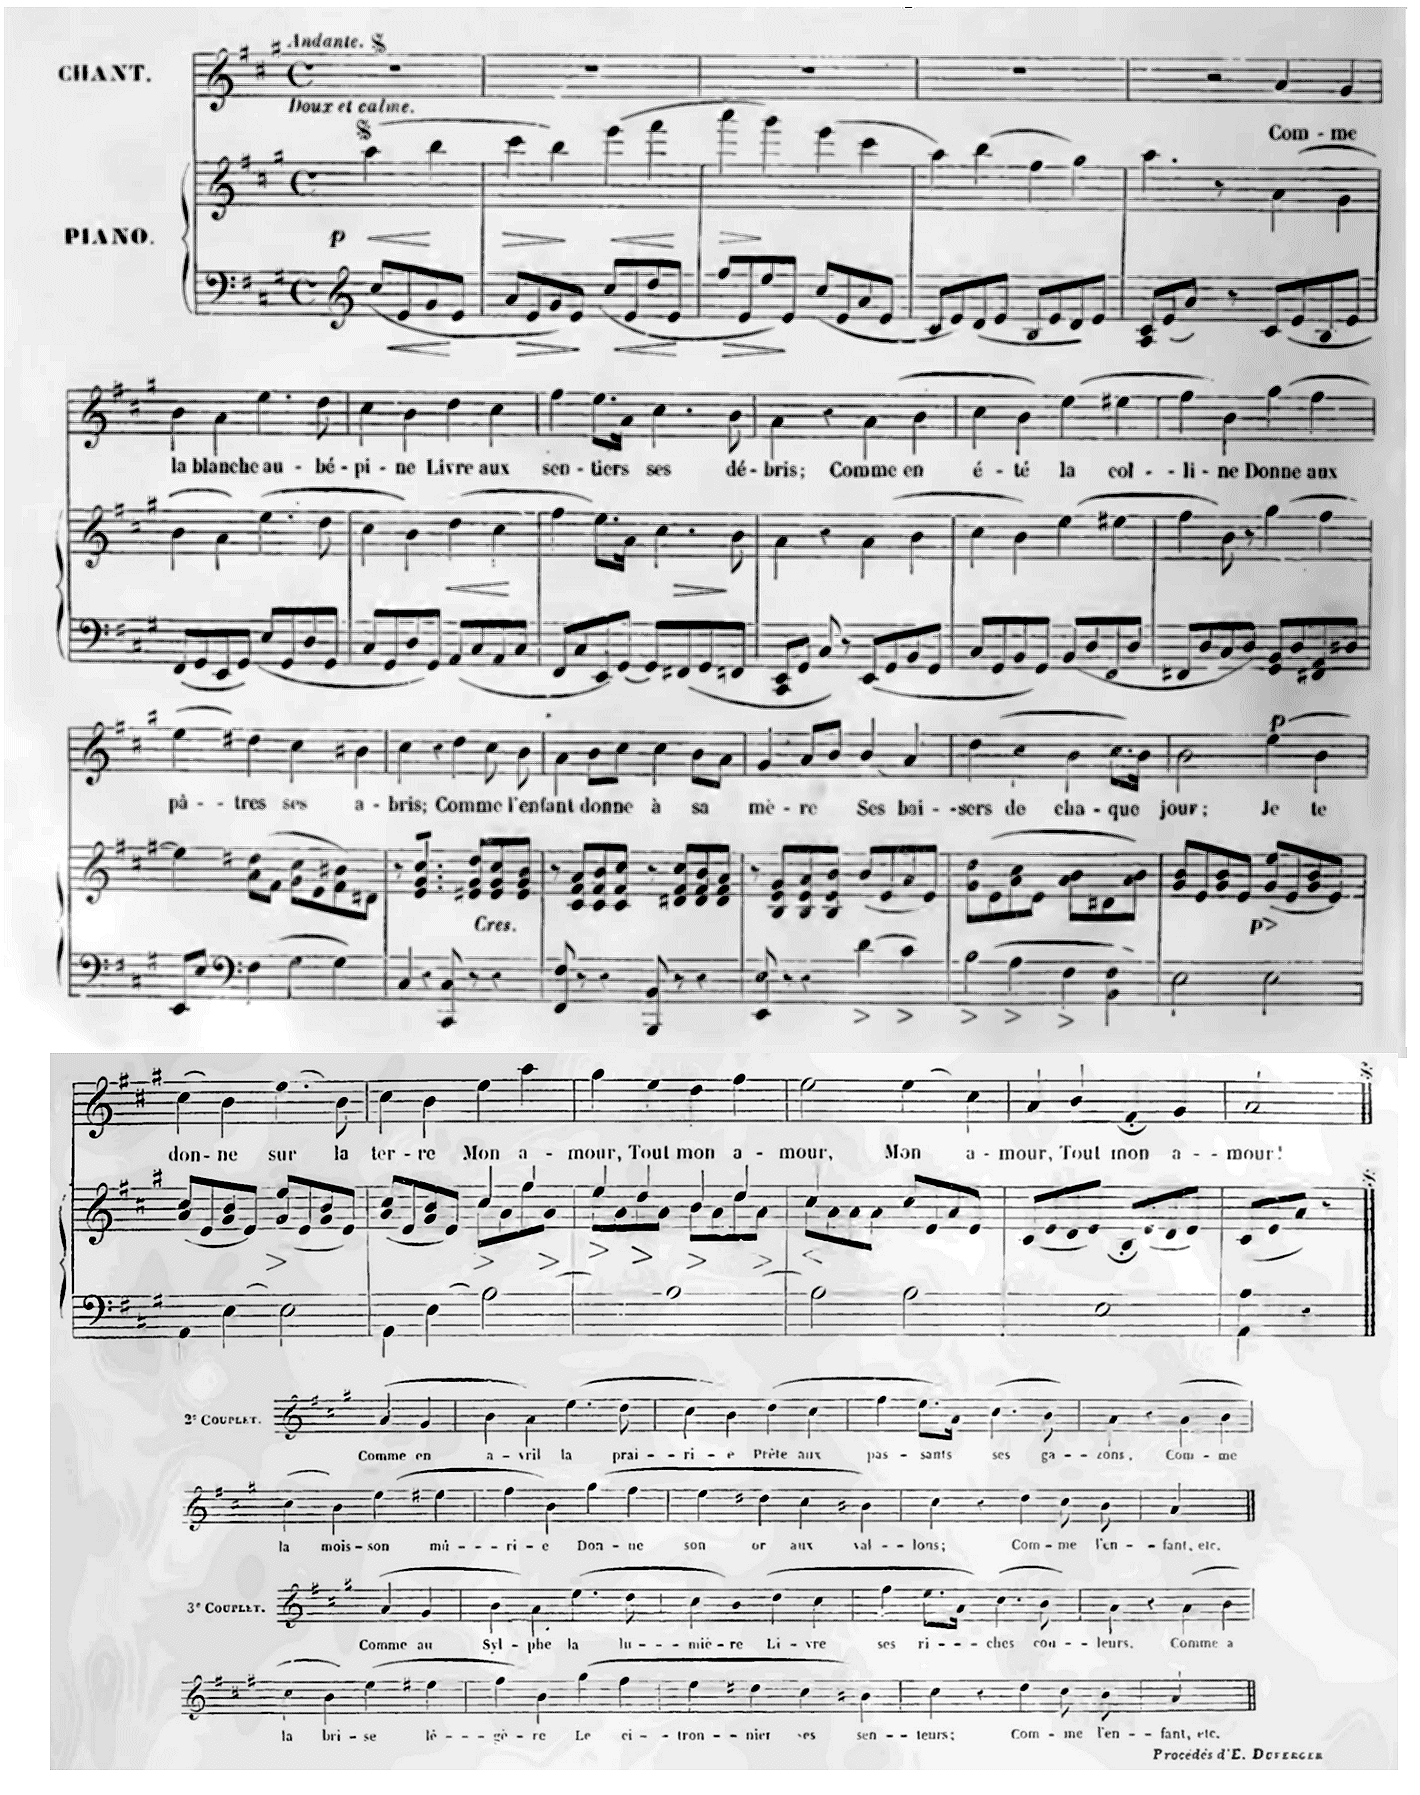 Andante.
CHANT.
Doux et calme.
Com - me
PIANO.
p
la blanche au - bé - pi - ne Livre aux sen - tiers ses dé - bris; Comme en é - té la col - li - ne Donne aux
p
pâ - tres ses a - bris; Comme l'enfant donne à sa mè - re Ses bai - sers de cha - que jour; Je te
Cres.
p
don - ne sur la ter - re Mon a - mour, Tout mon a - mour, Mon a - mour, Tout mon a - mour!
2e COUPLET.
Comme en a - vril la prai - ri - e Prête aux pas - sants ses ga - zons, Com - me
la mois - son mû - ri - e Don - ne son or aux val - lons; Com - me l'en - fant, etc.
3e COUPLET.
Comme au Syl - phe la lu - miè - re Li - vre ses ri - ches cou - leurs. Comme a
la bri - se lé - gè - re Le ci - tron - nier ses sen - teurs; Com - me l'en - fant, etc.
Procédés d'E. DUVERGER